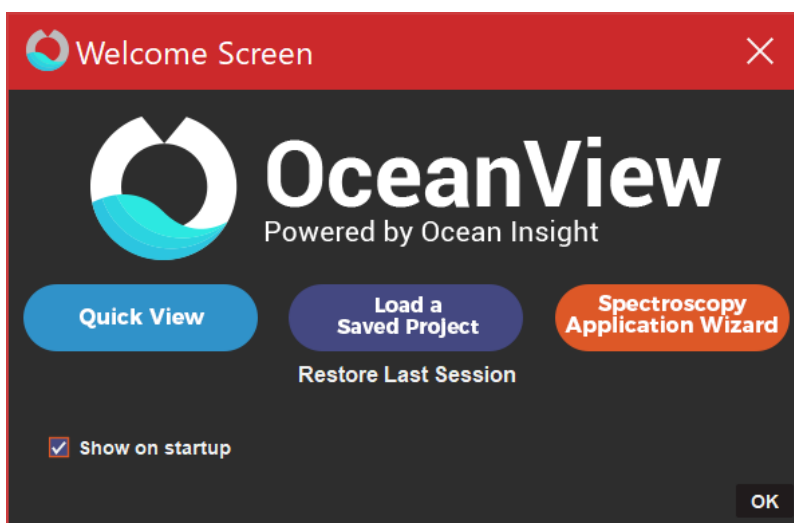 Welcome Screen
OceanView
Powered by Ocean Insight
Quick View
Load a
Saved Project
Spectroscopy
Application Wizard
Restore Last Session
Show on startup
OK